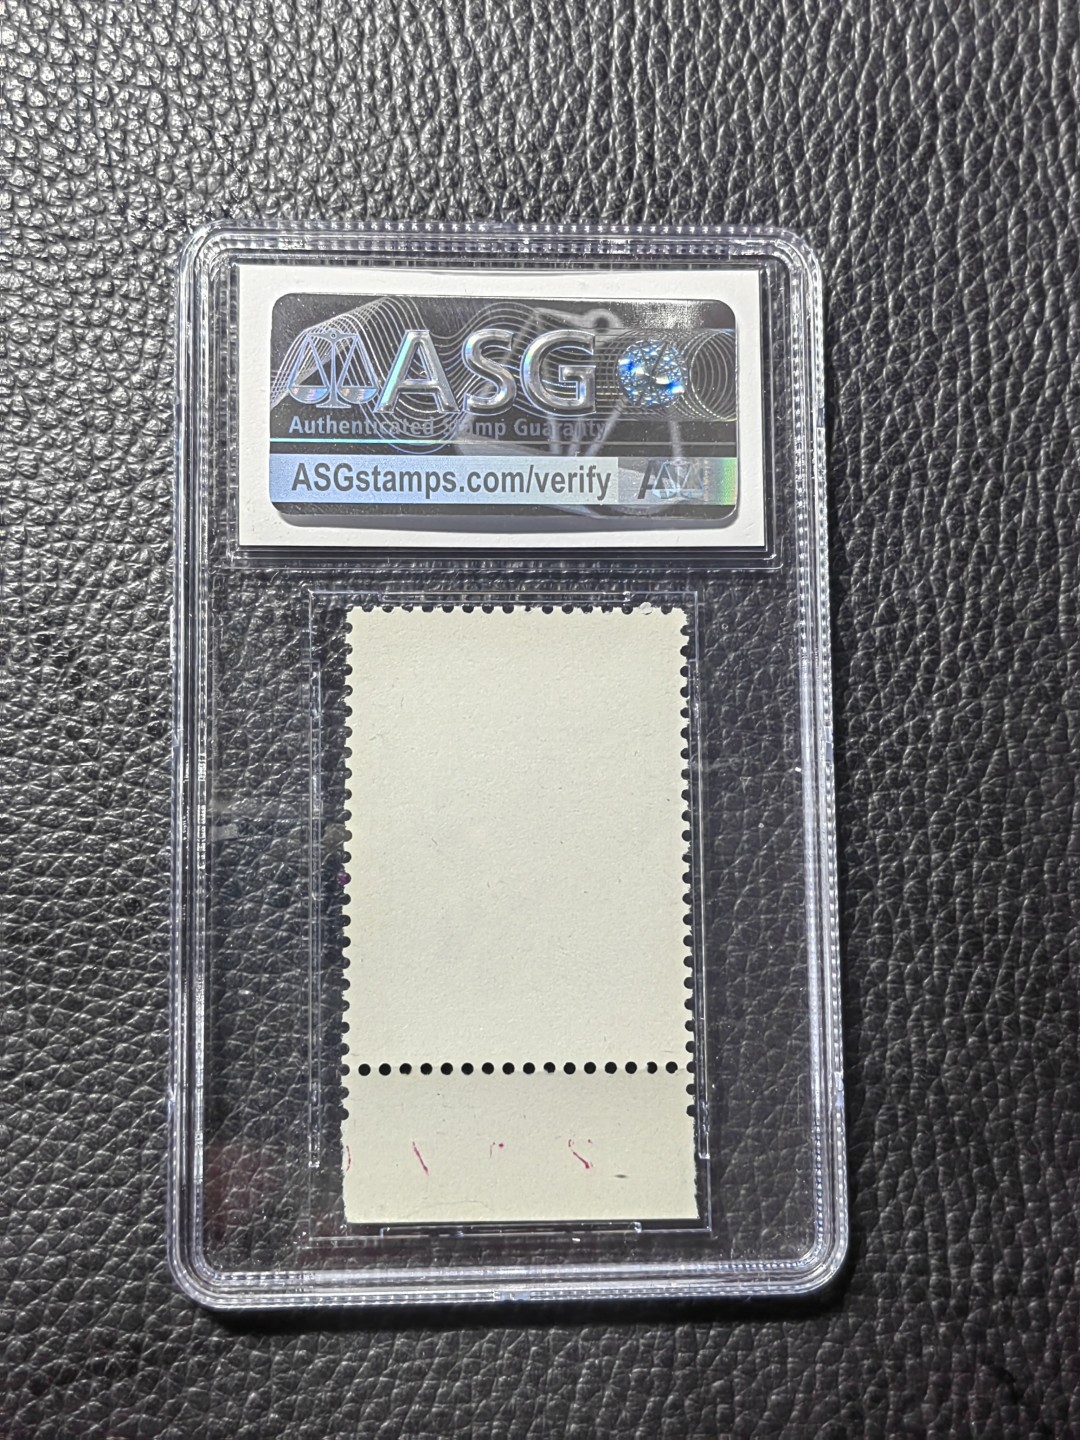 ASG
Authenticated Stamp Guaranty
ASGstamps.com/verify